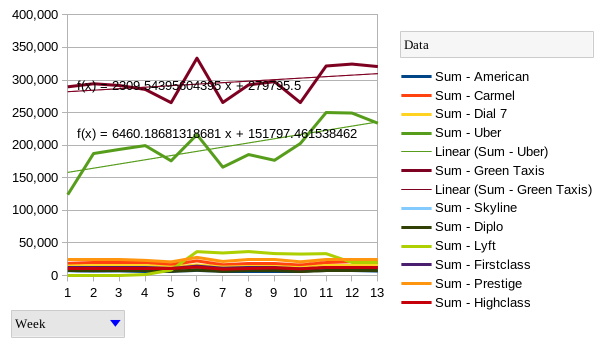 400,000
350,000
300,000
250,000
200,000
150,000
100,000
50,000
0
f(x) = 2309.54395604395 x + 279795.5
f(x) = 6460.18681318681 x + 151797.461538462
1 2 3 4 5 6 7 8 9 10 11 12 13
Week
Data
Sum - American
Sum - Carmel
Sum - Dial 7
Sum - Uber
Linear (Sum - Uber)
Sum - Green Taxis
Linear (Sum - Green Taxis)
Sum - Skyline
Sum - Diplo
Sum - Lyft
Sum - Firstclass
Sum - Prestige
Sum - Highclass